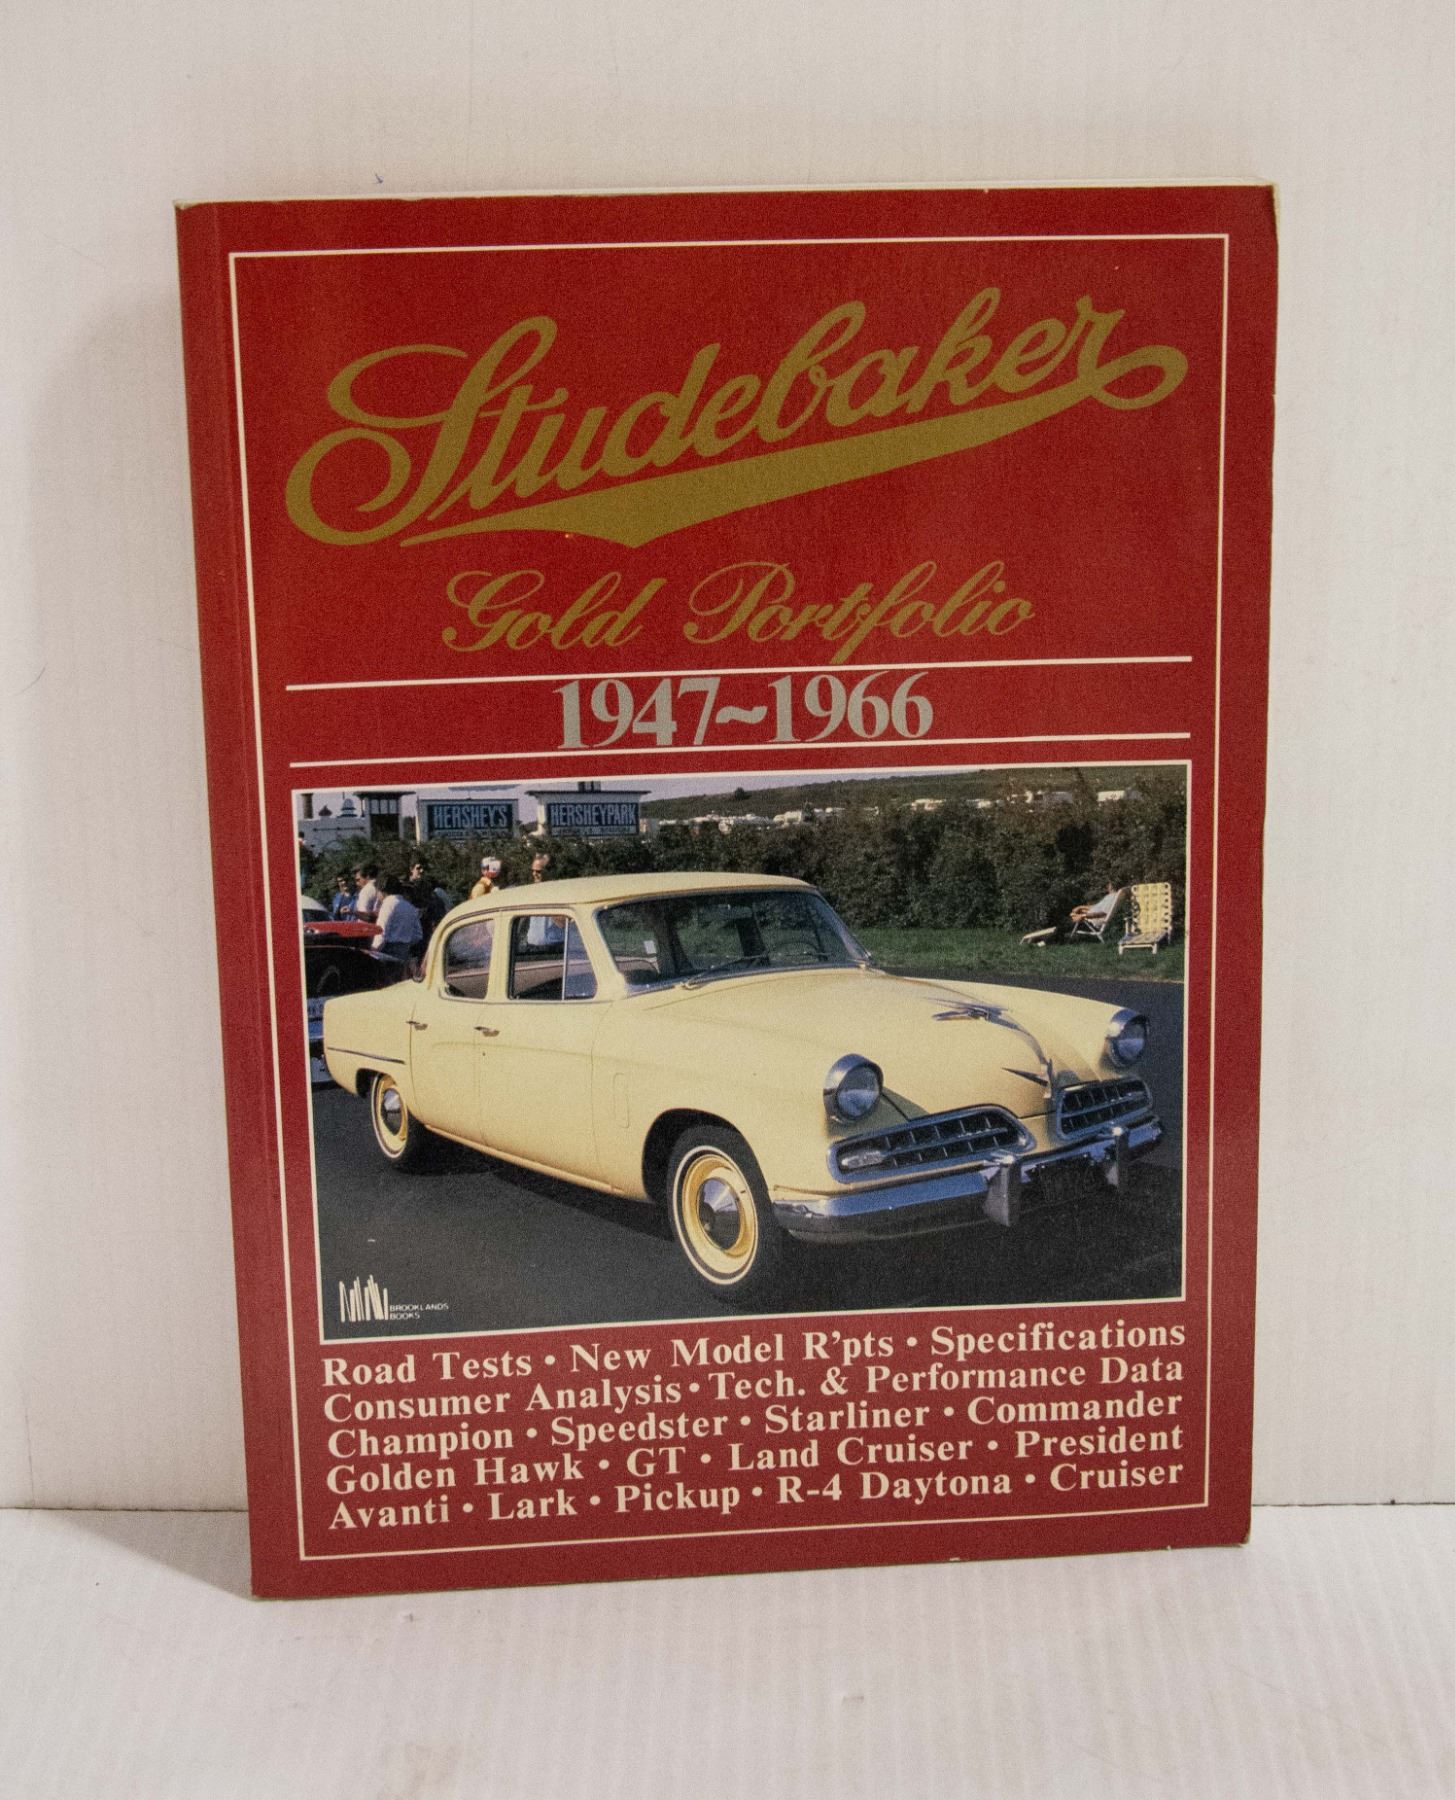 Studebaker
Gold Portfolio
1947~1966
HERSHEY'S
HERSHEYPARK
BROOKLANDS
BOOKS
Road Tests • New Model R'pts • Specifications
Consumer Analysis • Tech. & Performance Data
Champion • Speedster • Starliner • Commander
Golden Hawk • GT • Land Cruiser • President
Avanti • Lark • Pickup • R-4 Daytona • Cruiser